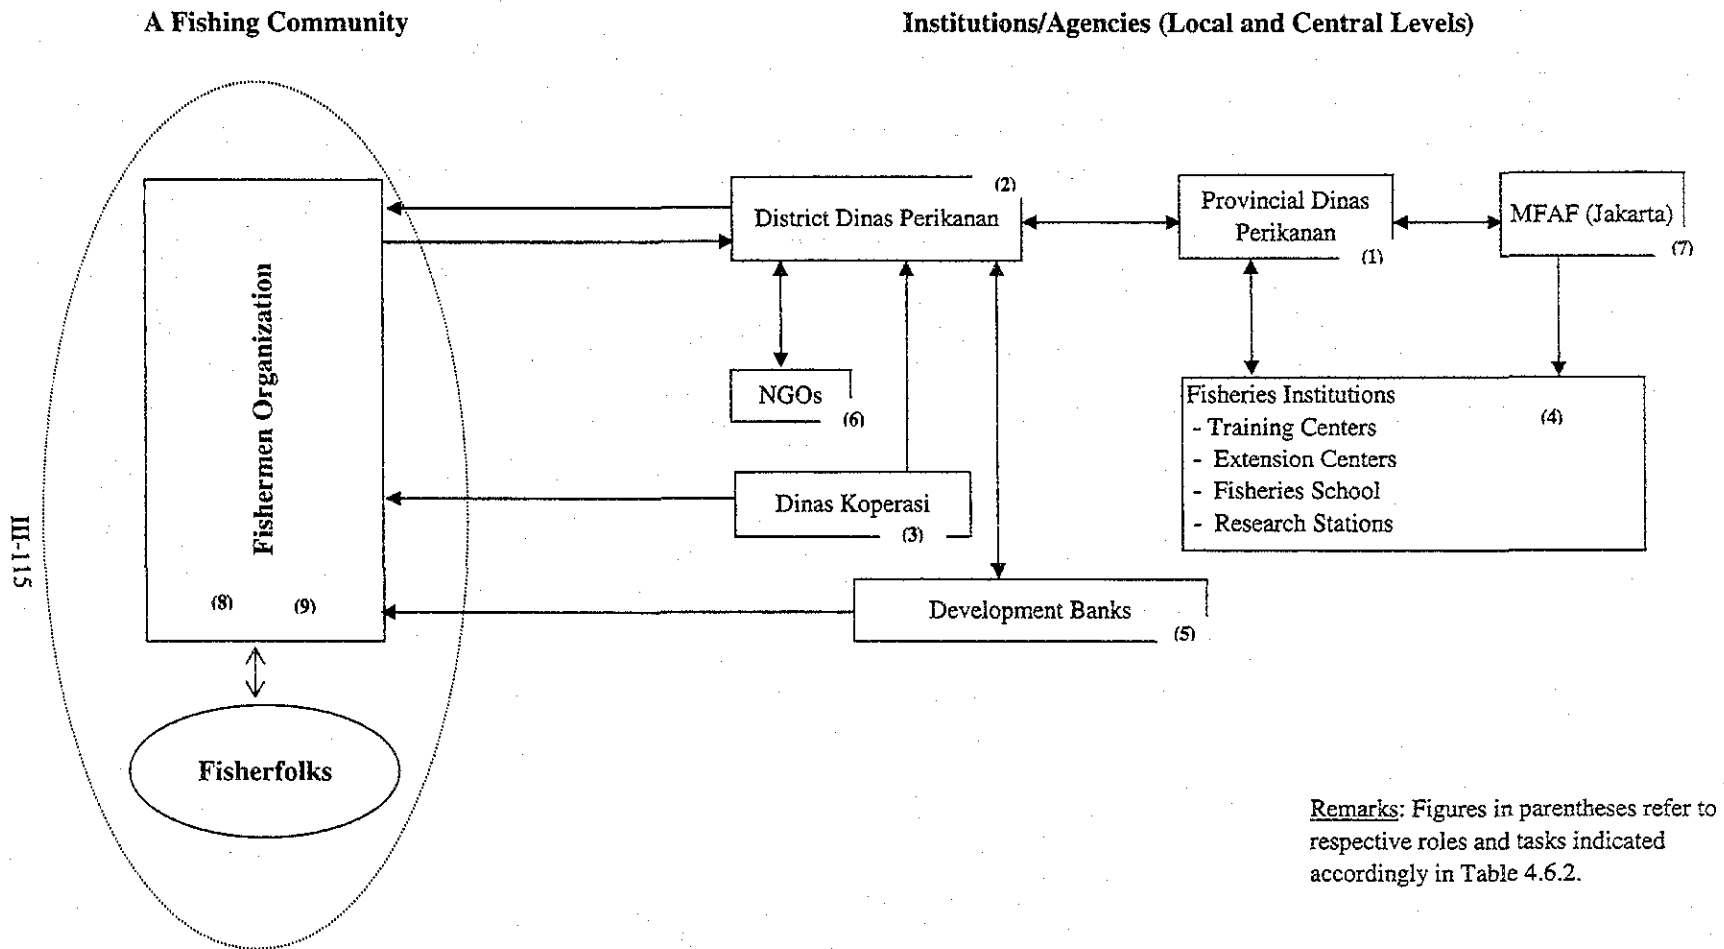 A Fishing Community
Institutions/Agencies (Local and Central Levels)
(2)
District Dinas Perikanan
Provincial Dinas
Perikanan
(1)
MFAF (Jakarta)
(7)
Fishermen Organization
NGOs
(6)
Fisheries Institutions
- Training Centers
- Extension Centers
- Fisheries School
- Research Stations
(4)
Dinas Koperasi
(3)
Development Banks
(5)
(8) (9)
Fisherfolks
Remarks: Figures in parentheses refer to
respective roles and tasks indicated
accordingly in Table 4.6.2.
III-115